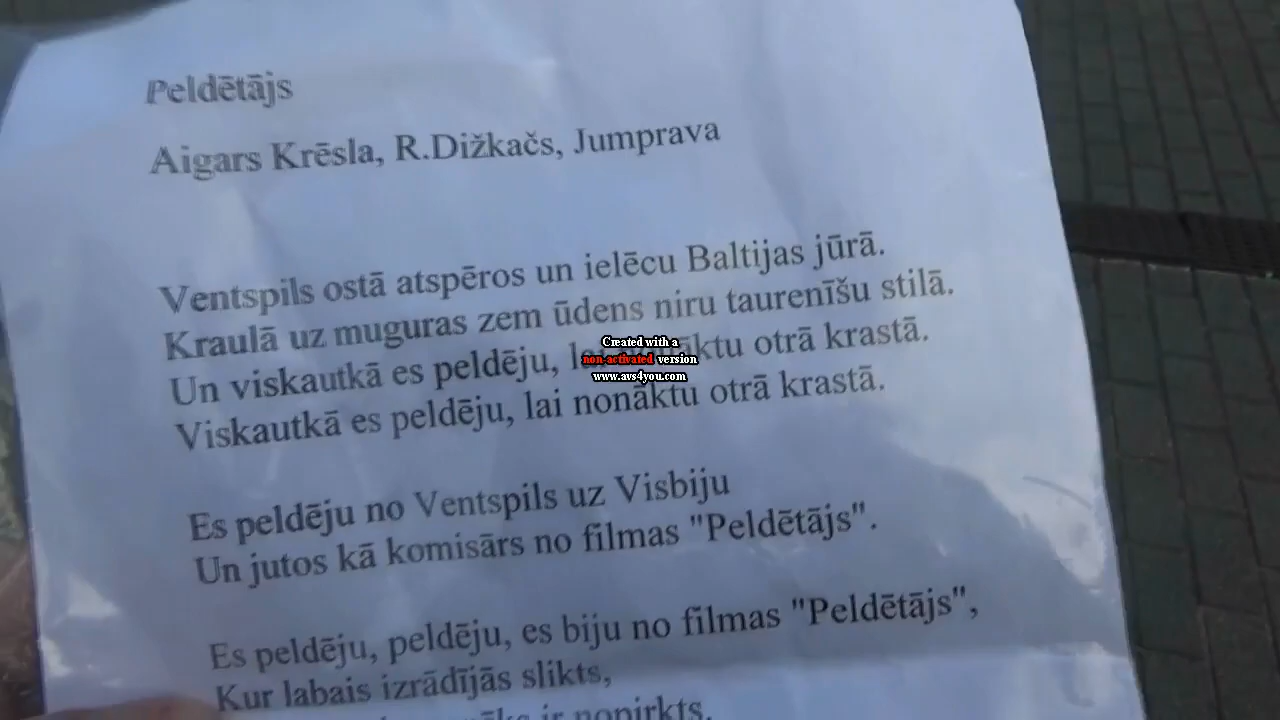 Peldētājs
Aigars Krēsla, R.Dižkačs, Jumprava
Ventspils ostā atspēros un ielēcu Baltijas jūrā.
Kraulā uz muguras zem ūdens niru taurenīšu stilā.
Un viskautkā es peldēju, lai nonāktu otrā krastā.
Viskautkā es peldēju, lai nonāktu otrā krastā.
Es peldēju no Ventspils uz Visbiju
Un jutos kā komisārs no filmas "Peldētājs".
Es peldēju, peldēju, es biju no filmas "Peldētājs",
Kur labais izrādījās slikts,
ir nopirkts.
Created with a
non-activated version
www.avs4you.com